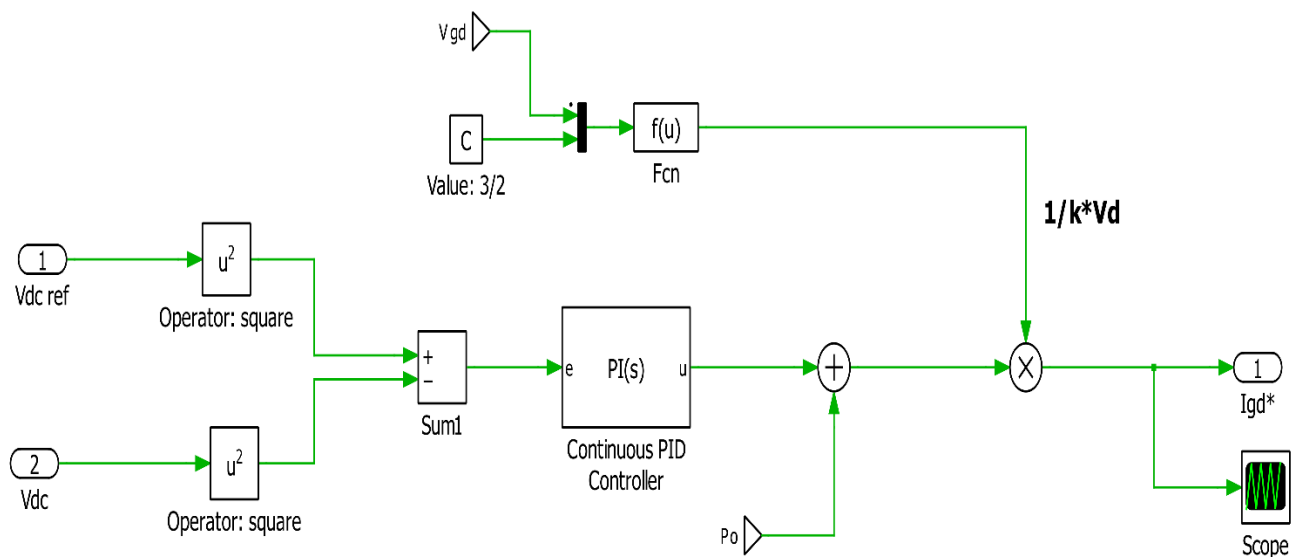 Vgd
C
Value: 3/2
f(u)
Fcn
1/k*Vd
1
Vdc ref
u²
Operator: square
+
−
Sum1
e
PI(s)
u
Continuous PID
Controller
+
×
1
Igd*
2
Vdc
u²
Operator: square
Po
Scope